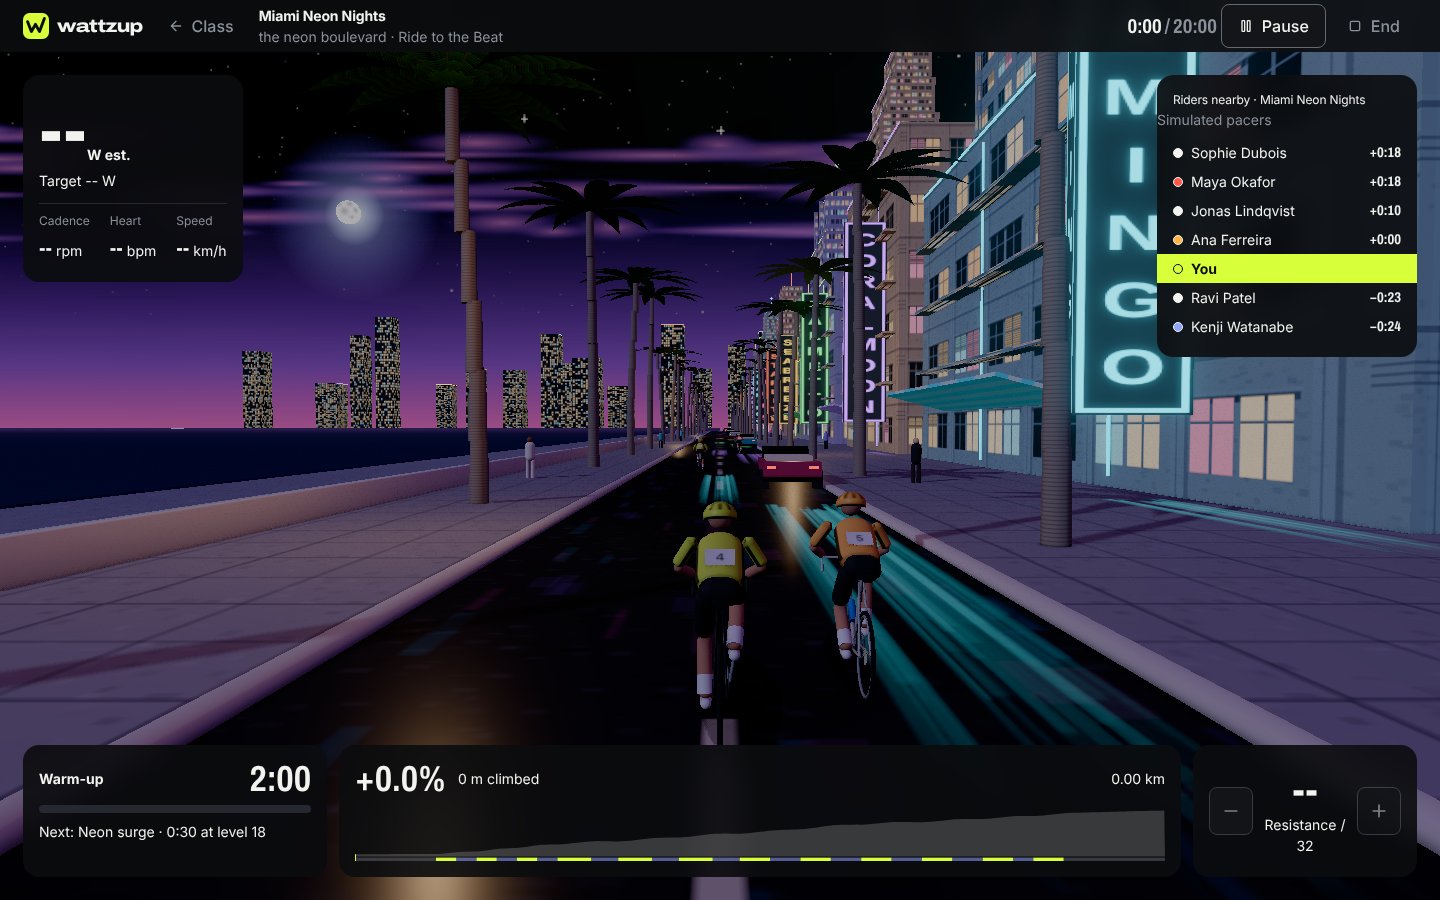 wattzup
← Class
Miami Neon Nights
the neon boulevard · Ride to the Beat
0:00 / 20:00
Pause
End
-- W est.
Target -- W
Cadence Heart Speed
-- rpm -- bpm -- km/h
Riders nearby · Miami Neon Nights
Simulated pacers
Sophie Dubois +0:18
Maya Okafor +0:18
Jonas Lindqvist +0:10
Ana Ferreira +0:00
You
Ravi Patel −0:23
Kenji Watanabe −0:24
MINGO
4
5
Warm-up 2:00
Next: Neon surge · 0:30 at level 18
+0.0% 0 m climbed 0.00 km
− -- +
Resistance /
32